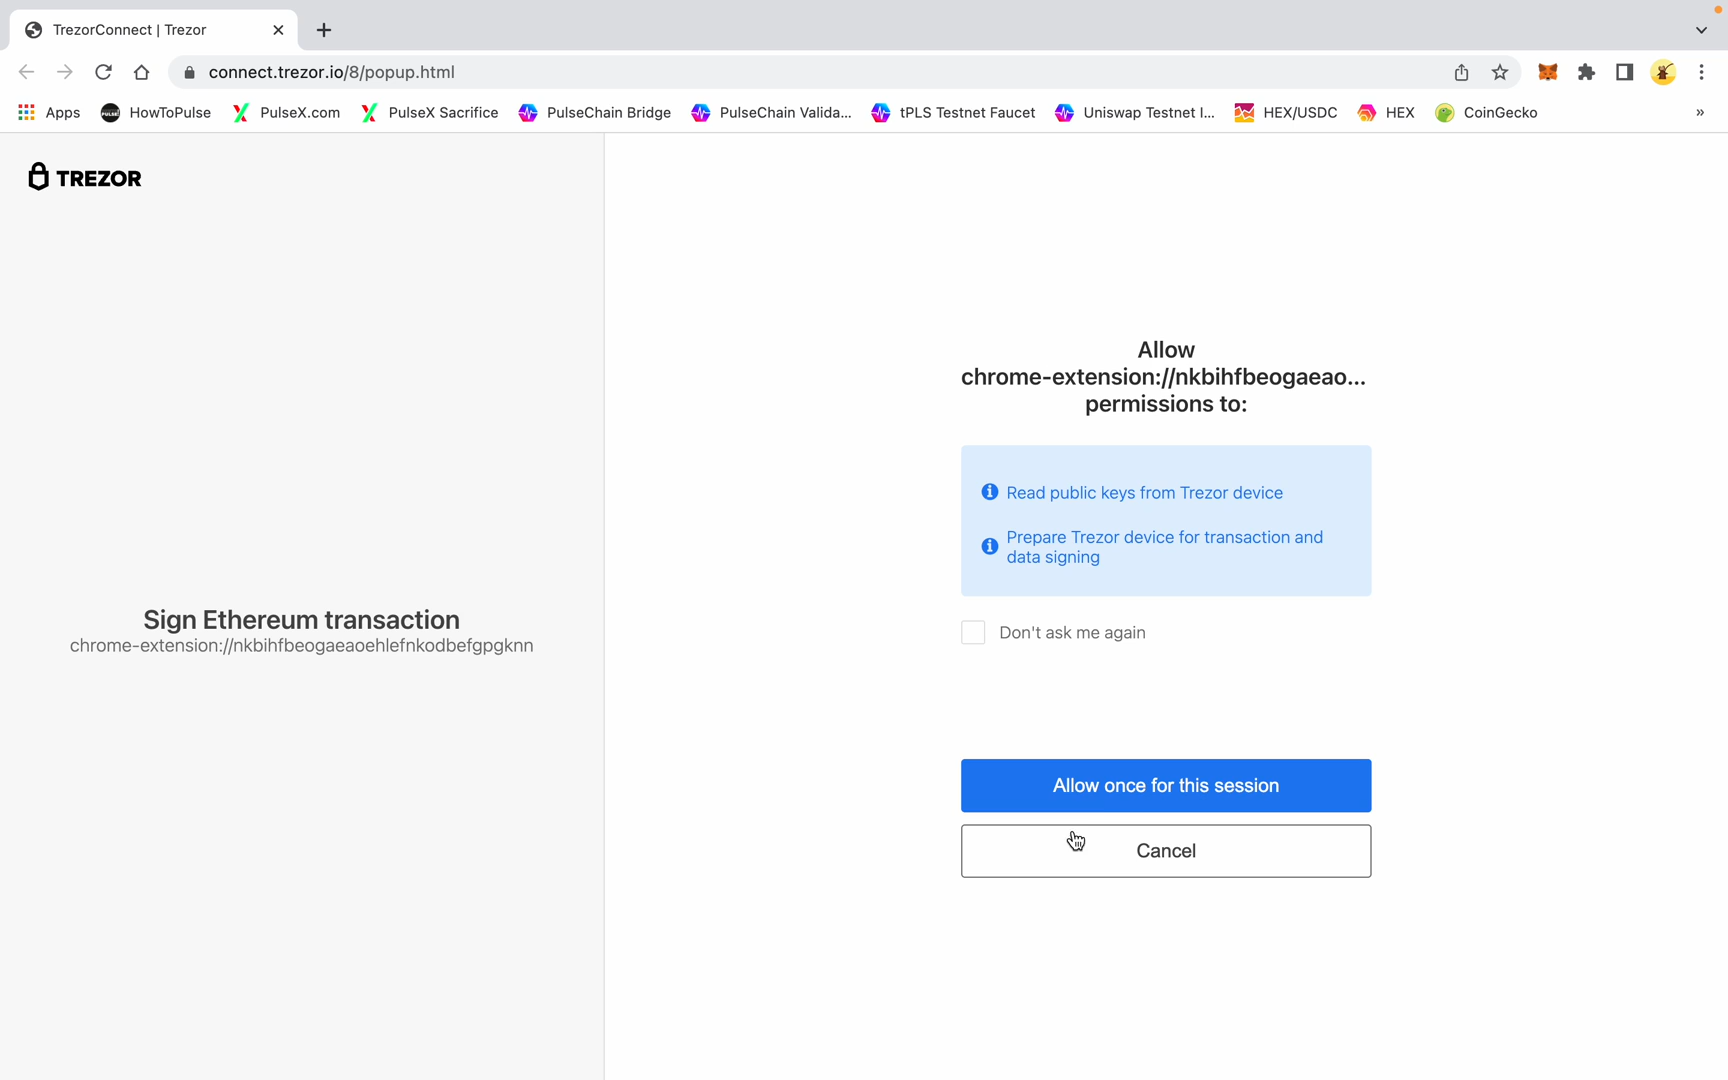 TrezorConnect | Trezor
connect.trezor.io/8/popup.html
Apps HowToPulse PulseX.com PulseX Sacrifice PulseChain Bridge PulseChain Valida... tPLS Testnet Faucet Uniswap Testnet I... HEX/USDC HEX CoinGecko »
TREZOR
Sign Ethereum transaction
chrome-extension://nkbihfbeogaeaoehlefnkodbefgpgknn
Allow
chrome-extension://nkbihfbeogaeao...
permissions to:
Read public keys from Trezor device
Prepare Trezor device for transaction and
data signing
Don't ask me again
Allow once for this session
Cancel